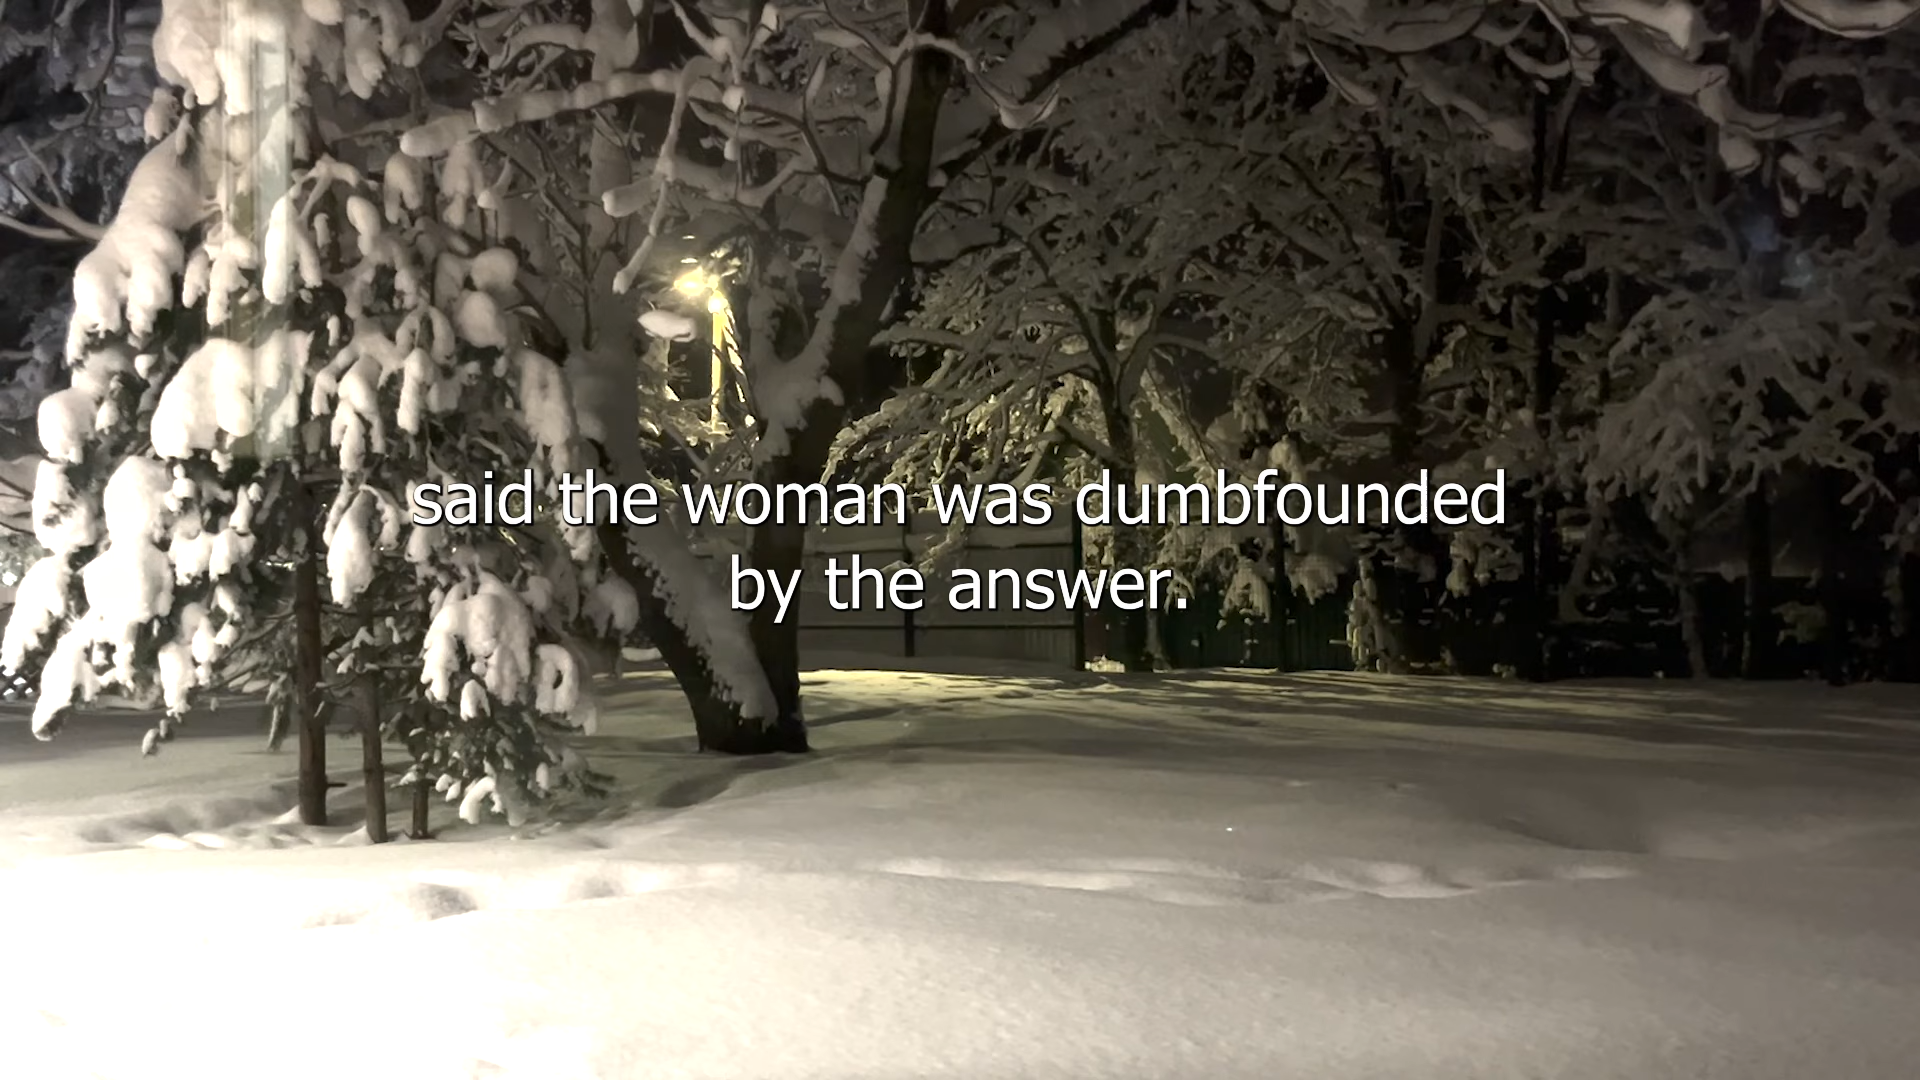 said the woman was dumbfounded
by the answer.